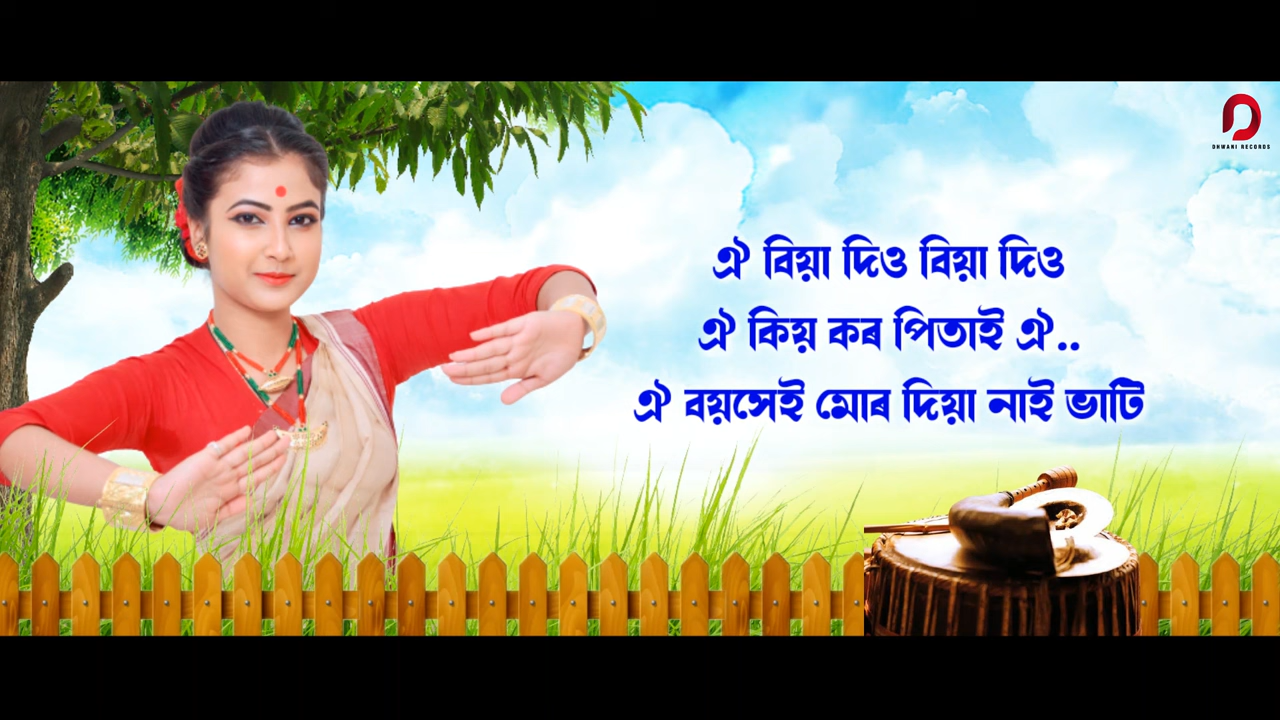 DHWANI RECORDS
ঐ বিয়া দিও বিয়া দিও
ঐ কিয় কৰ পিতাই ঐ..
ঐ বয়সেই মোৰ দিয়া নাই ভাটি